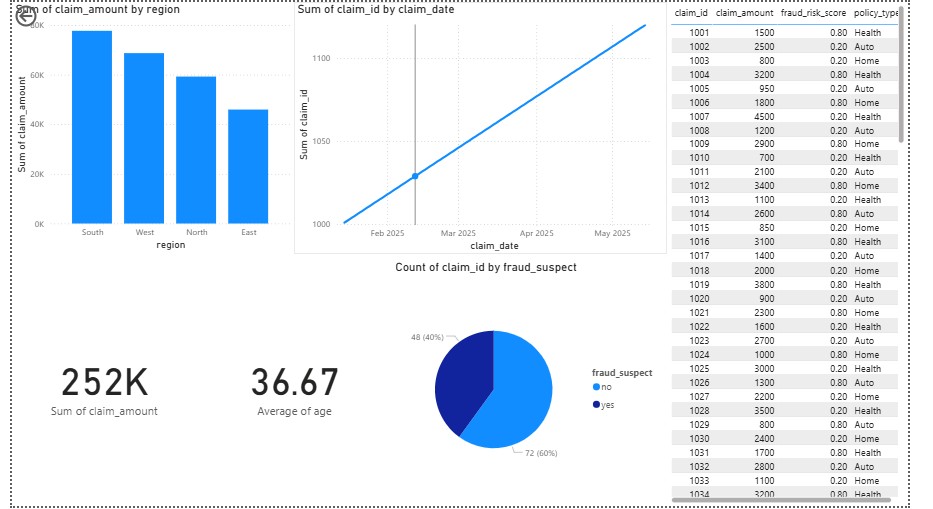 Sum of claim_amount by region
80K
60K
40K
20K
0K
Sum of claim_amount
South West North East
region
Sum of claim_id by claim_date
1100
1050
1000
Sum of claim_id
Feb 2025 Mar 2025 Apr 2025 May 2025
claim_date
252K
Sum of claim_amount
36.67
Average of age
Count of claim_id by fraud_suspect
48 (40%)
72 (60%)
fraud_suspect
no
yes
claim_id claim_amount fraud_risk_score policy_type
1001 1500 0.80 Health
1002 2500 0.20 Auto
1003 800 0.20 Home
1004 3200 0.80 Health
1005 950 0.20 Auto
1006 1800 0.80 Home
1007 4500 0.20 Health
1008 1200 0.20 Auto
1009 2900 0.80 Home
1010 700 0.20 Health
1011 2100 0.20 Auto
1012 3400 0.80 Home
1013 1100 0.20 Health
1014 2600 0.80 Auto
1015 850 0.20 Home
1016 3100 0.80 Health
1017 1400 0.20 Auto
1018 2000 0.20 Home
1019 3800 0.80 Health
1020 900 0.20 Auto
1021 2300 0.80 Home
1022 1600 0.20 Health
1023 2700 0.20 Auto
1024 1000 0.80 Home
1025 3000 0.20 Health
1026 1300 0.80 Auto
1027 2200 0.20 Home
1028 3500 0.20 Health
1029 800 0.80 Auto
1030 2400 0.20 Home
1031 1700 0.80 Health
1032 2800 0.20 Auto
1033 1100 0.20 Home
1034 3200 0.80 Health